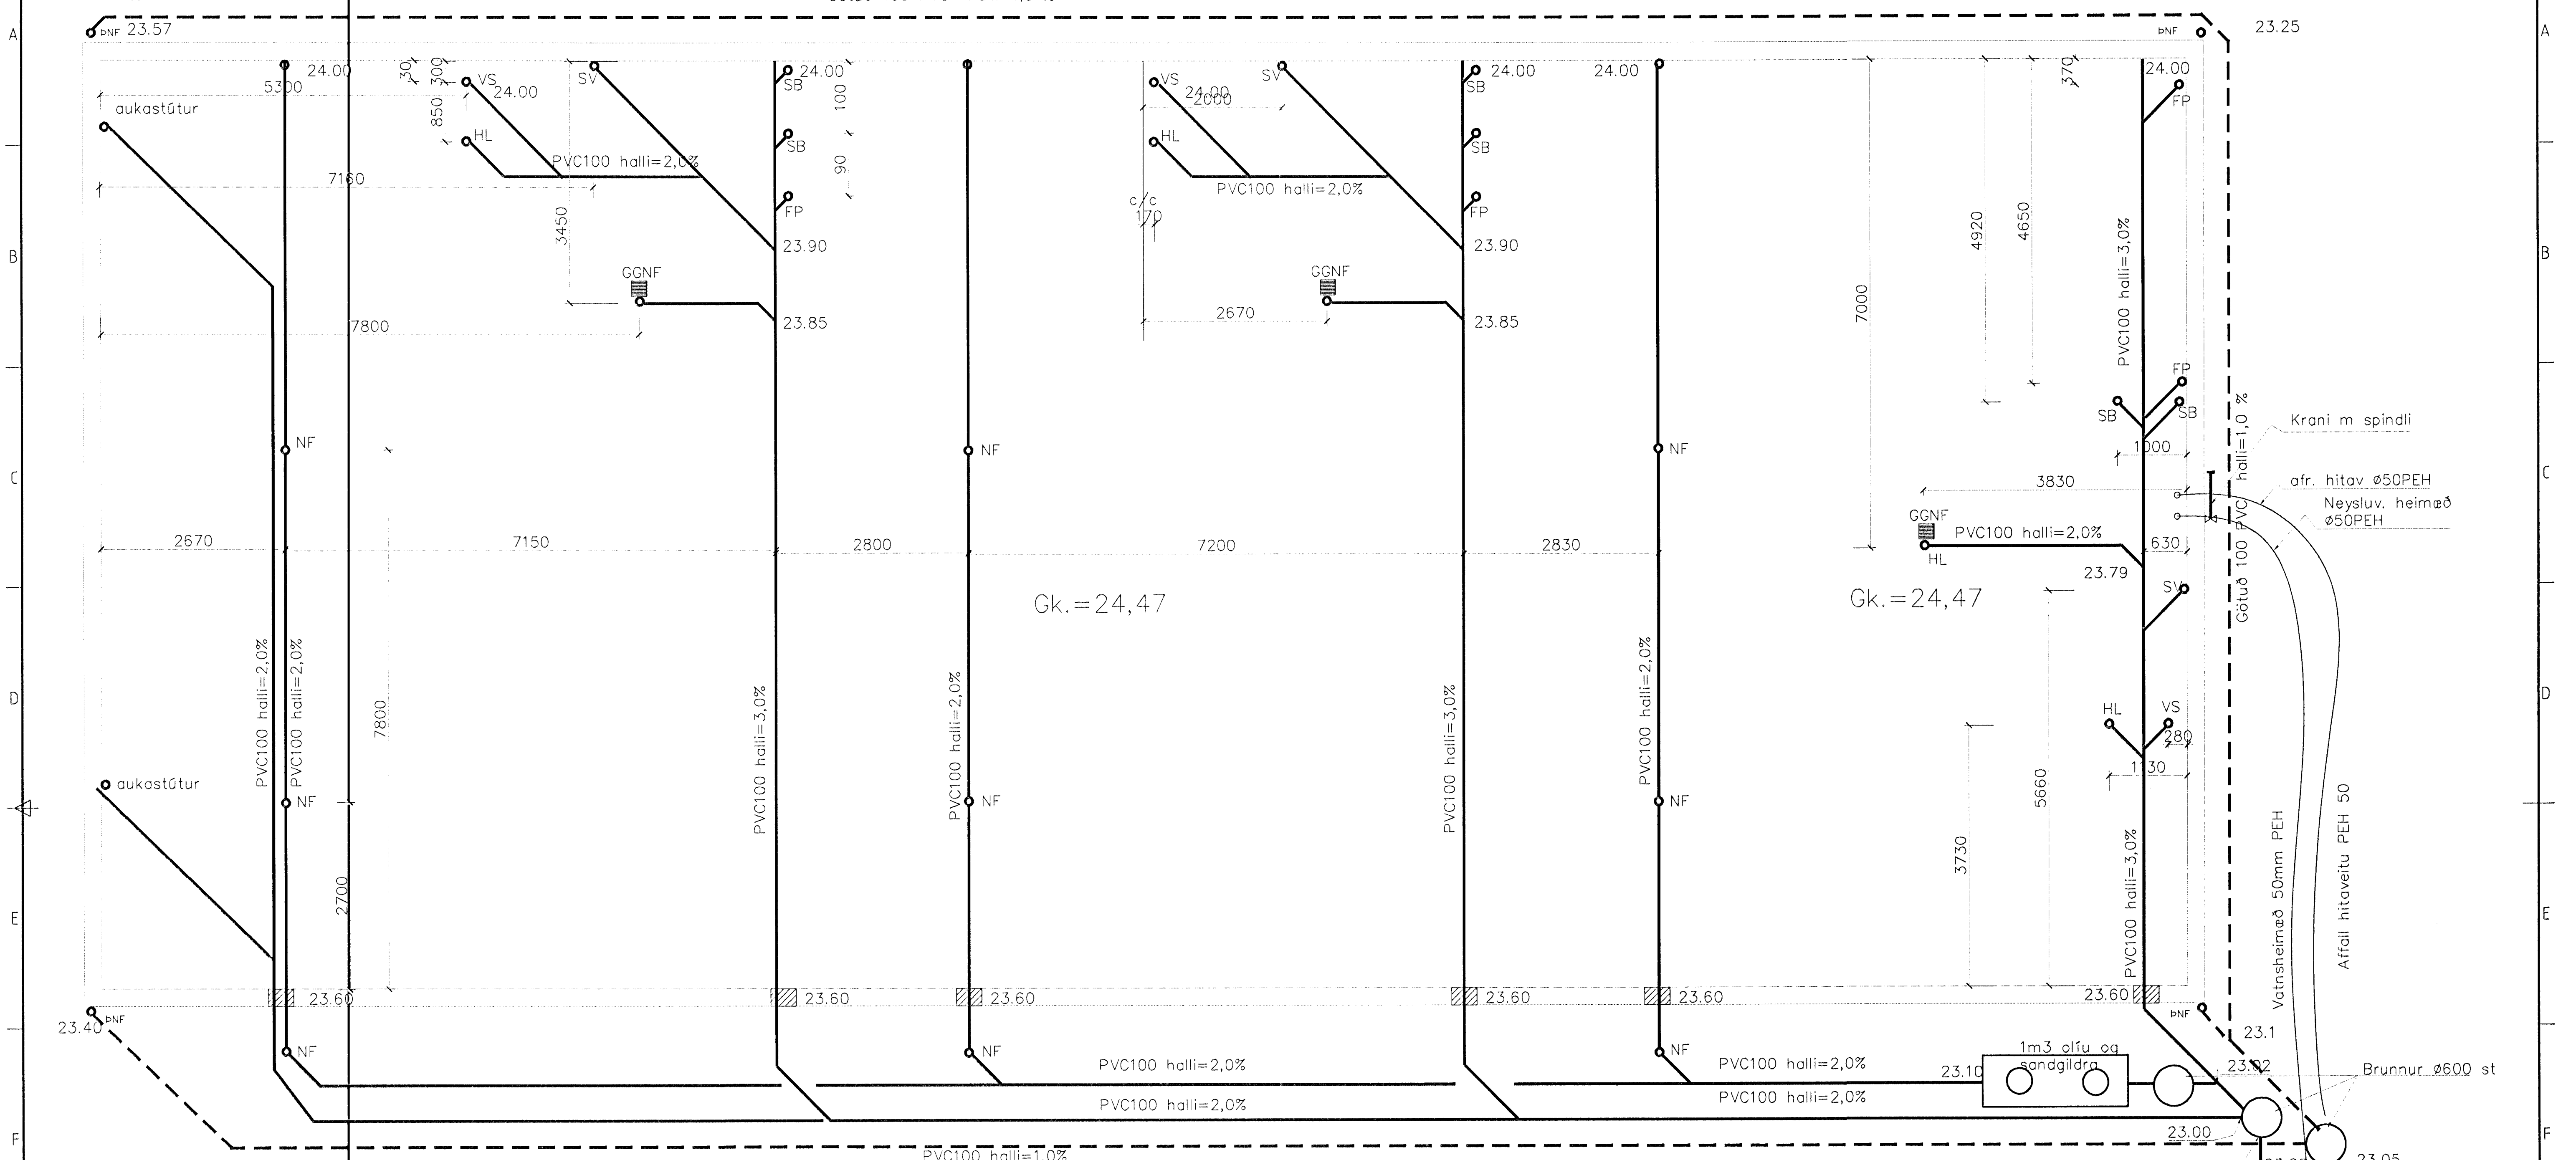 A
ÞNF 23.57
ÞNF
23.25
A
24.00
5300
30
300
VS
24.00
SV
24.00
SB
VS
24.00
2000
SV
24.00
SB
24.00
370
24.00
FP
aukastútur
850
HL
100
SB
HL
SB
PVC100 halli=2,0%
90
PVC100 halli=2,0%
7160
FP
c/c
170
FP
3450
23.90
23.90
4920
4650
PVC100 halli=3,0%
B
B
GGNF
GGNF
7800
23.85
2670
23.85
7000
FP
SB
SB
NF
NF
NF
1000
Krani m spindli
C
C
3830
afr. hitav ø50PEH
Neysluv. heimæð
ø50PEH
Götuð 100 PVC halli=1,0 %
GGNF
PVC100 halli=2,0%
HL
2670
7150
2800
7200
2830
630
23.79
SV
Gk.=24,47
Gk.=24,47
PVC100 halli=2,0%
PVC100 halli=2,0%
7800
PVC100 halli=3,0%
PVC100 halli=2,0%
PVC100 halli=3,0%
PVC100 halli=2,0%
D
D
HL
VS
280
1130
aukastútur
NF
NF
NF
5660
3730
2700
PVC100 halli=3,0%
Vatnsheimæð 50mm PEH
Affall hitaveitu PEH 50
E
E
23.60
23.60
23.60
23.60
23.60
23.60
23.40
ÞNF
ÞNF
23.1
NF
NF
NF
PVC100 halli=2,0%
PVC100 halli=2,0%
1m3 olíu og
sandgildra
23.10
23.02
Brunnur ø600 st
PVC100 halli=2,0%
PVC100 halli=2,0%
F
23.00
F
PVC100 halli=1,0%
23.05